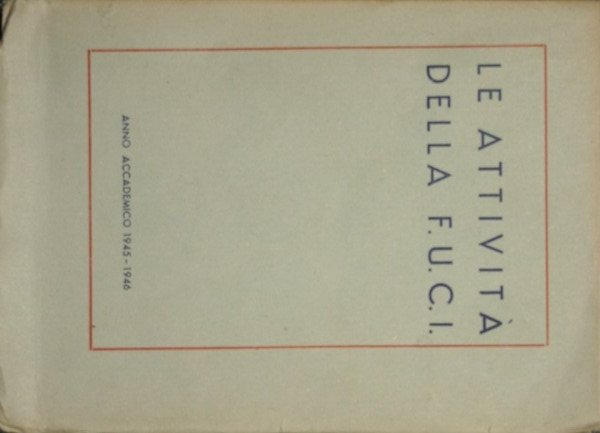 LE ATTIVITÀ
DELLA F.U.C.I.
ANNO ACCADEMICO 1945-1946